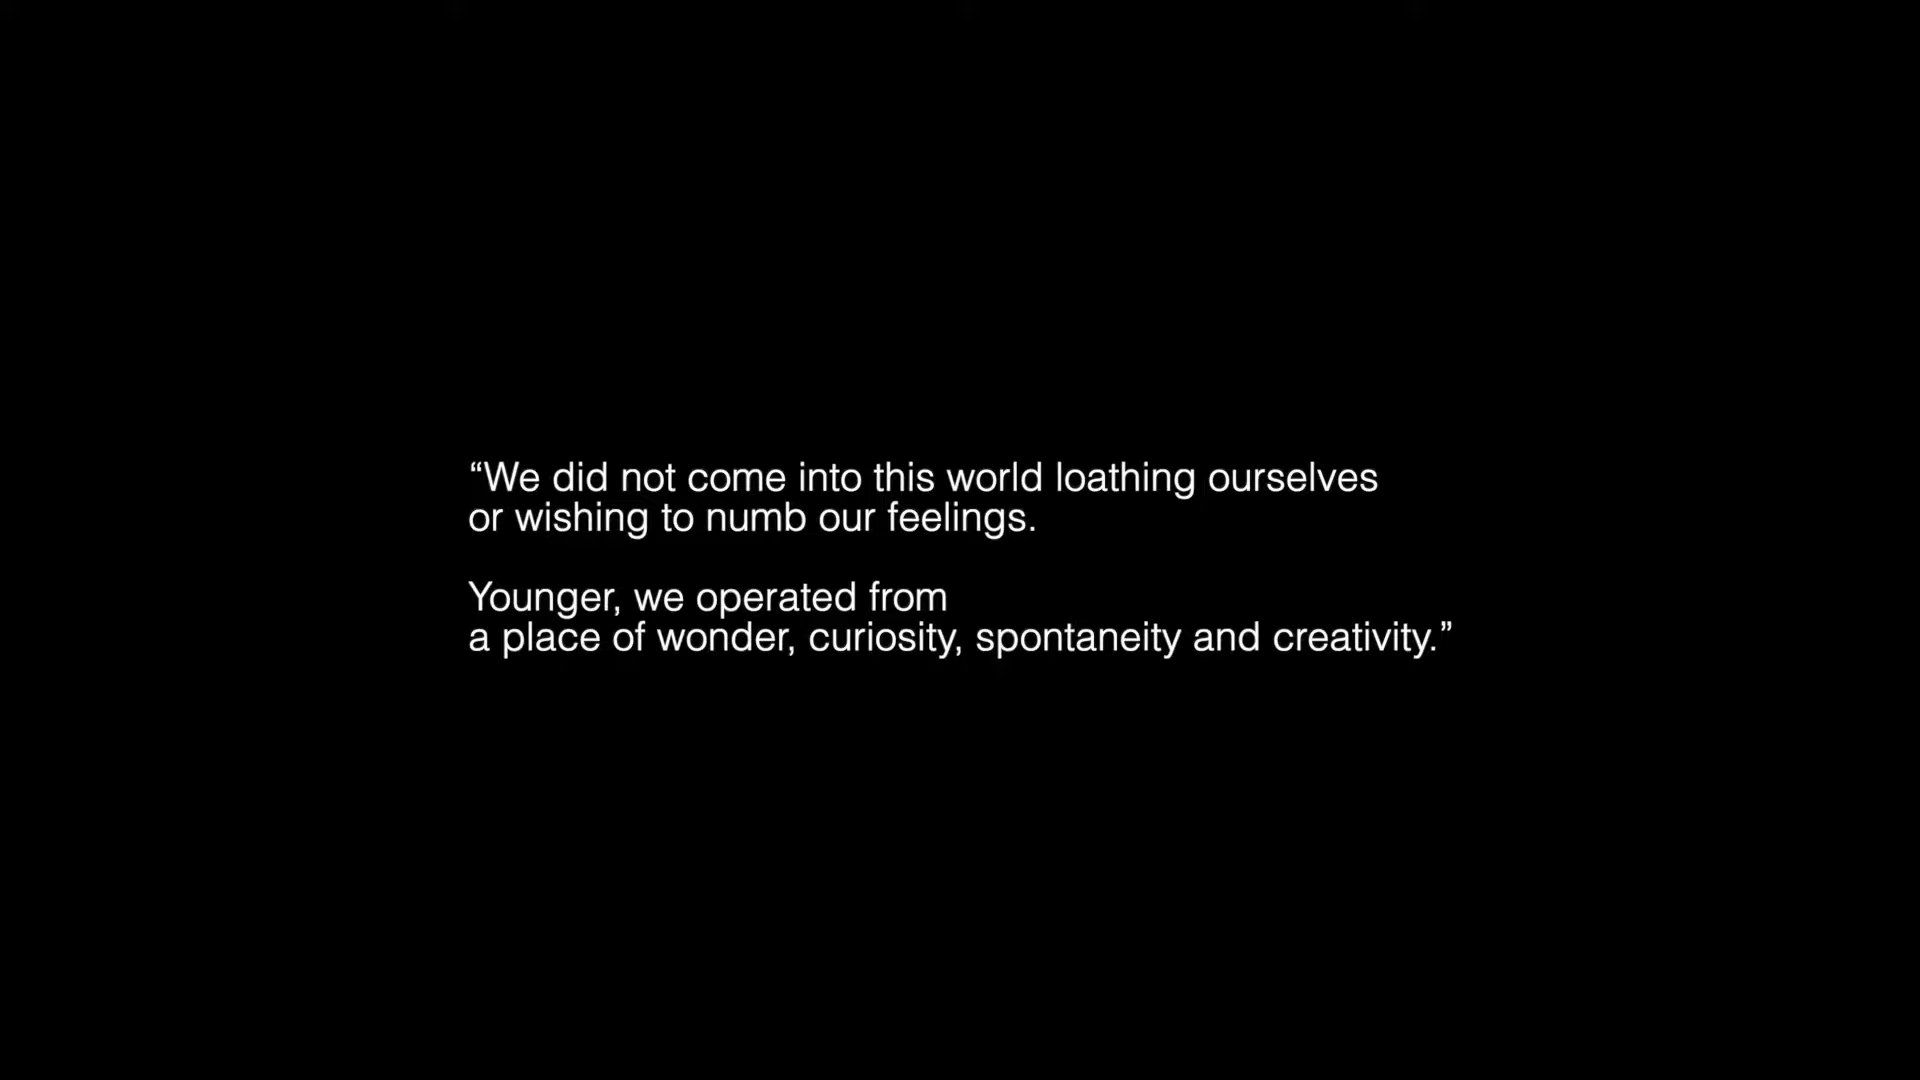 “We did not come into this world loathing ourselves
or wishing to numb our feelings.
Younger, we operated from
a place of wonder, curiosity, spontaneity and creativity.”